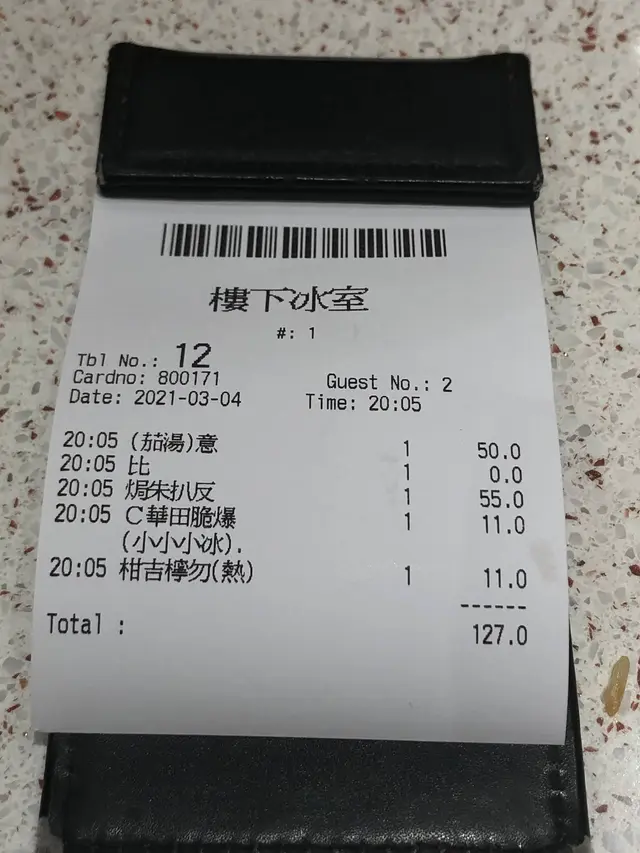 樓下冰室
#: 1
Tbl No.: 12
Cardno: 800171 Guest No.: 2
Date: 2021-03-04 Time: 20:05
20:05 (茄湯)意 1 50.0
20:05 比 1 0.0
20:05 焗朱扒反 1 55.0
20:05 C華田脆爆 1 11.0
(小小小冰).
20:05 柑吉檸勿(熱) 1 11.0
------
Total : 127.0